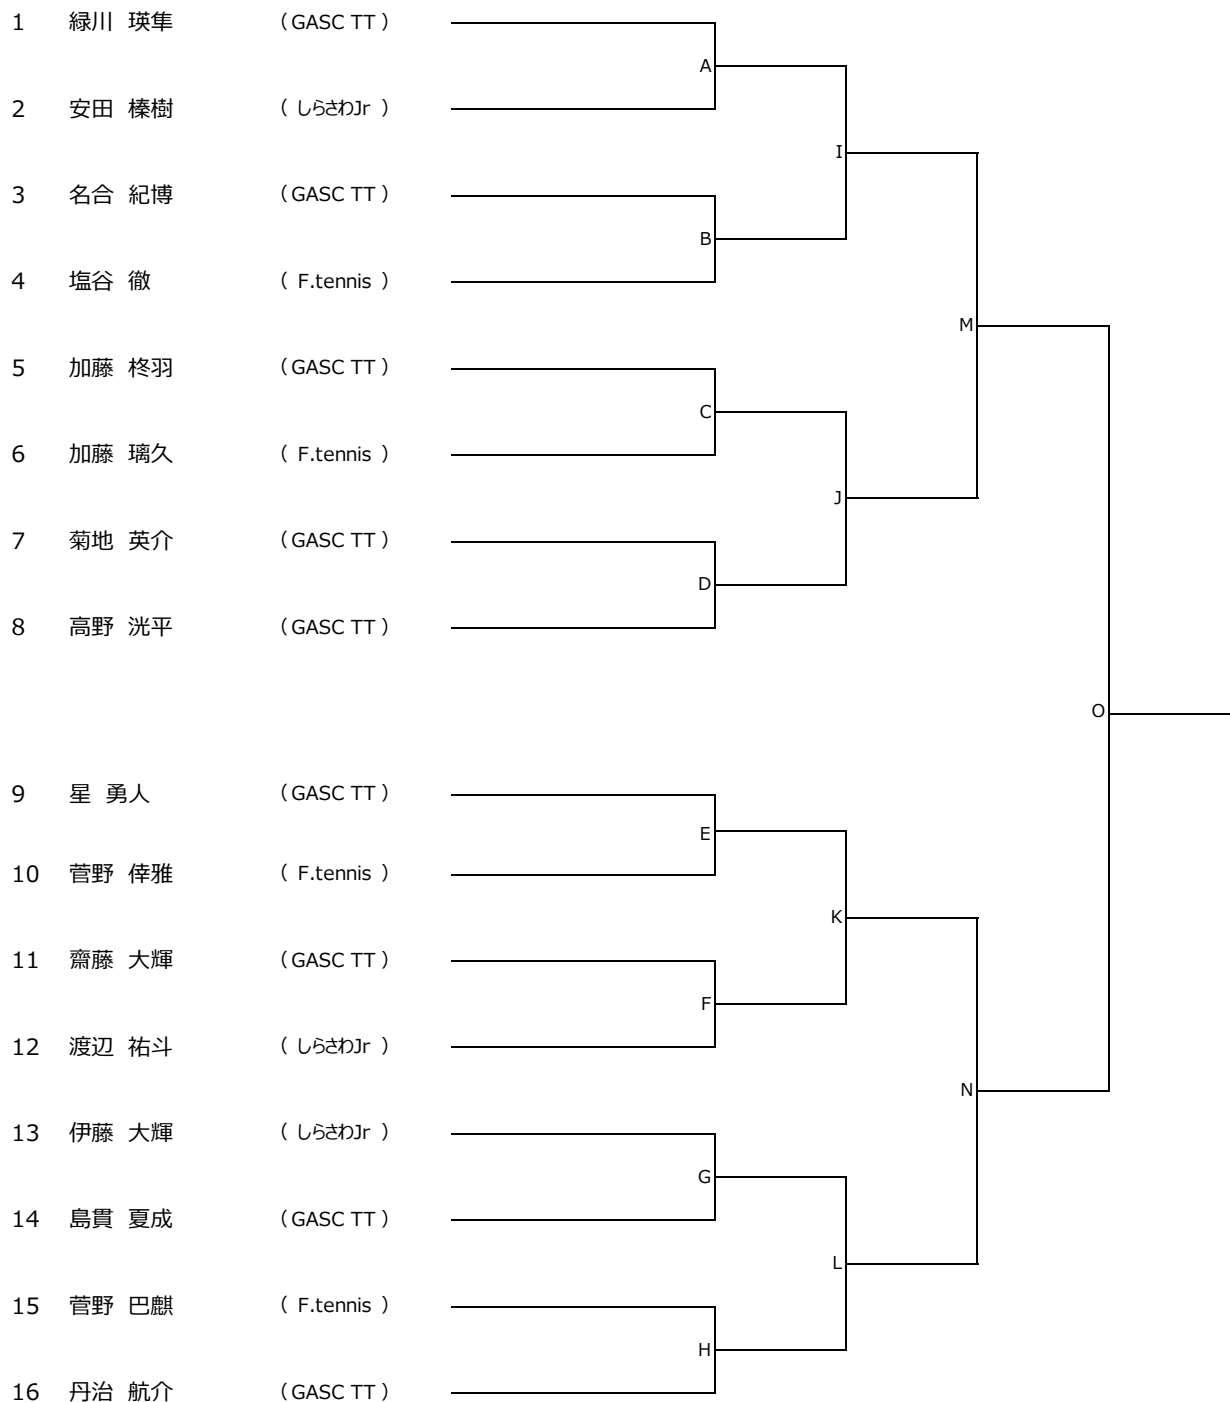 1 緑川 瑛隼 （GASC TT）
A
2 安田 榛樹 （ しらさわJr ）
I
3 名合 紀博 （GASC TT）
B
4 塩谷 徹 （ F.tennis ）
M
5 加藤 柊羽 （GASC TT）
C
6 加藤 璃久 （ F.tennis ）
J
7 菊地 英介 （GASC TT）
D
8 高野 洸平 （GASC TT）
O
9 星 勇人 （GASC TT）
E
10 菅野 倖雅 （ F.tennis ）
K
11 齋藤 大輝 （GASC TT）
F
12 渡辺 祐斗 （ しらさわJr ）
N
13 伊藤 大輝 （ しらさわJr ）
G
14 島貫 夏成 （GASC TT）
L
15 菅野 巴麒 （ F.tennis ）
H
16 丹治 航介 （GASC TT）